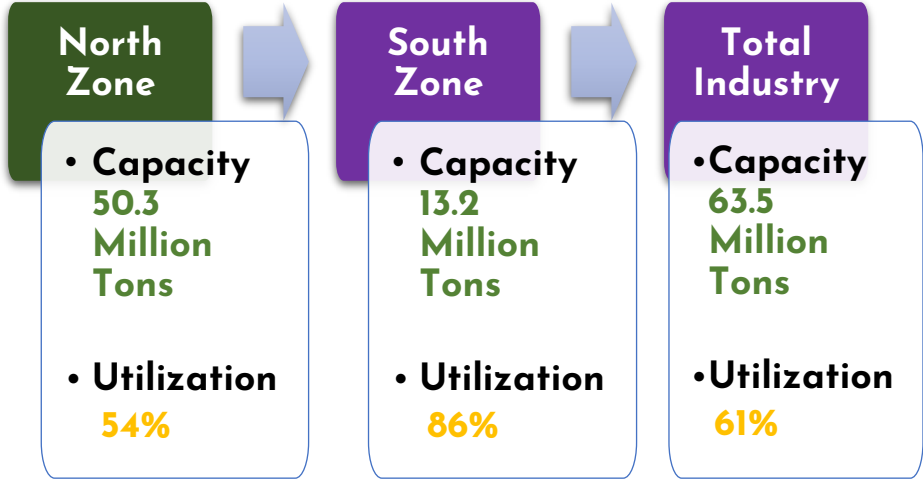 North
Zone
• Capacity
50.3
Million
Tons
• Utilization
54%
South
Zone
• Capacity
13.2
Million
Tons
• Utilization
86%
Total
Industry
•Capacity
63.5
Million
Tons
•Utilization
61%